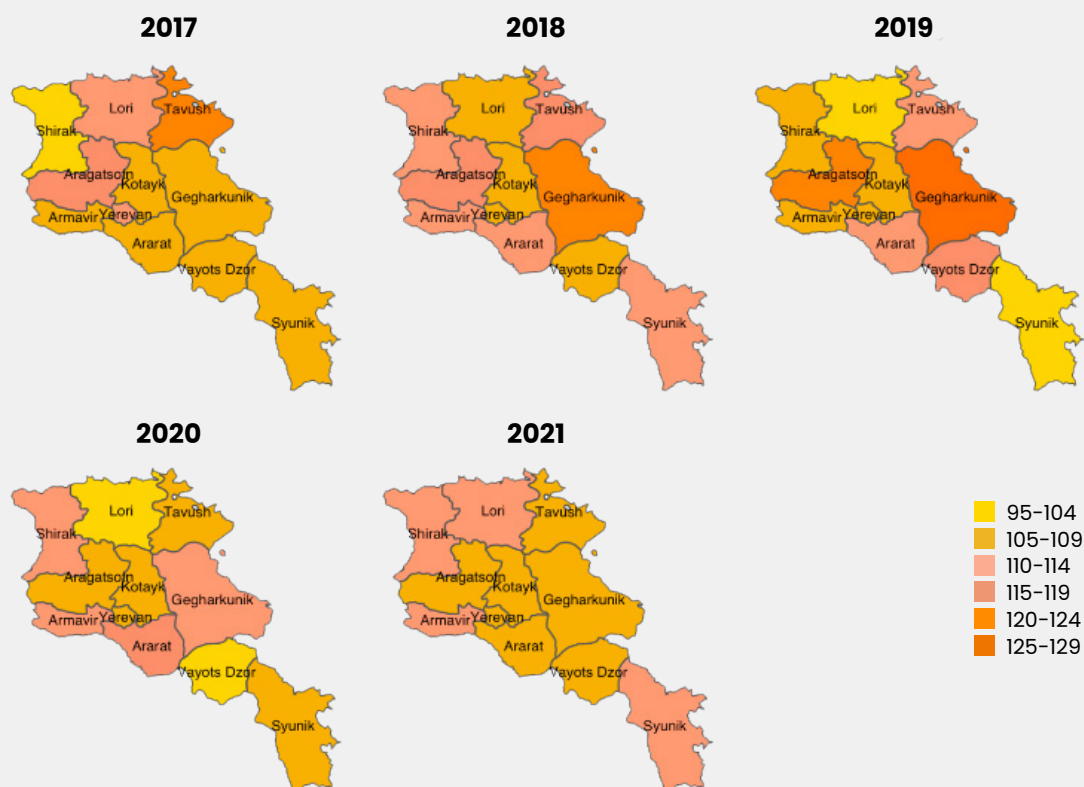 2017
2018
2019
Lori
Tavush
Shirak
Aragatsotn
Kotayk
Gegharkunik
Armavir
Yerevan
Ararat
Vayots Dzor
Syunik
Lori
Tavush
Shirak
Aragatsotn
Kotayk
Gegharkunik
Armavir
Yerevan
Ararat
Vayots Dzor
Syunik
Lori
Tavush
Shirak
Aragatsotn
Kotayk
Gegharkunik
Armavir
Yerevan
Ararat
Vayots Dzor
Syunik
2020
2021
Lori
Tavush
Shirak
Aragatsotn
Kotayk
Gegharkunik
Armavir
Yerevan
Ararat
Vayots Dzor
Syunik
Lori
Tavush
Shirak
Aragatsotn
Kotayk
Gegharkunik
Armavir
Yerevan
Ararat
Vayots Dzor
Syunik
95-104
105-109
110-114
115-119
120-124
125-129